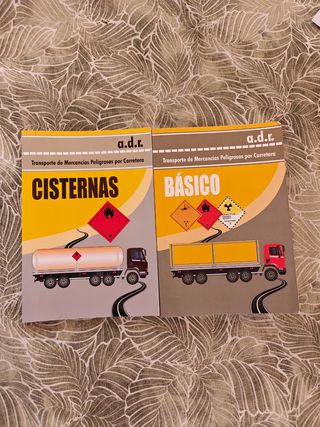 a.d.r.
Transporte de Mercancías Peligrosas por Carretera
CISTERNAS
a.d.r.
Transporte de Mercancías Peligrosas por Carretera
BÁSICO